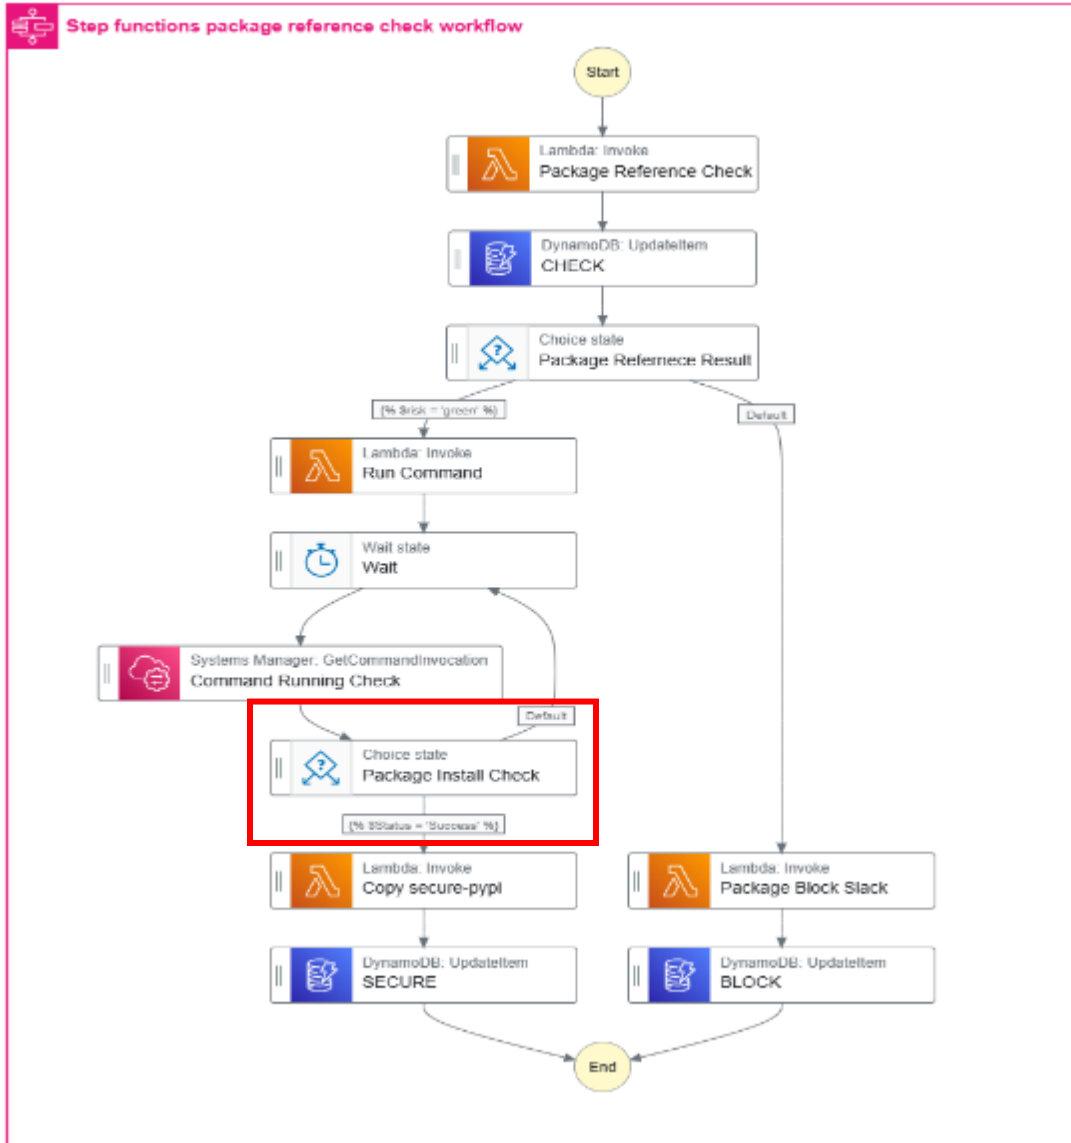 Step functions package reference check workflow
Start
Lambda: Invoke
Package Reference Check
DynamoDB: UpdateItem
CHECK
Choice state
Package Refernece Result
{% $risk = 'green' %}
Default
Lambda: Invoke
Run Command
Wait state
Wait
Systems Manager: GetCommandInvocation
Command Running Check
Default
Choice state
Package Install Check
{% $Status = 'Success' %}
Lambda: Invoke
Copy secure-pypi
Lambda: Invoke
Package Block Slack
DynamoDB: UpdateItem
SECURE
DynamoDB: UpdateItem
BLOCK
End